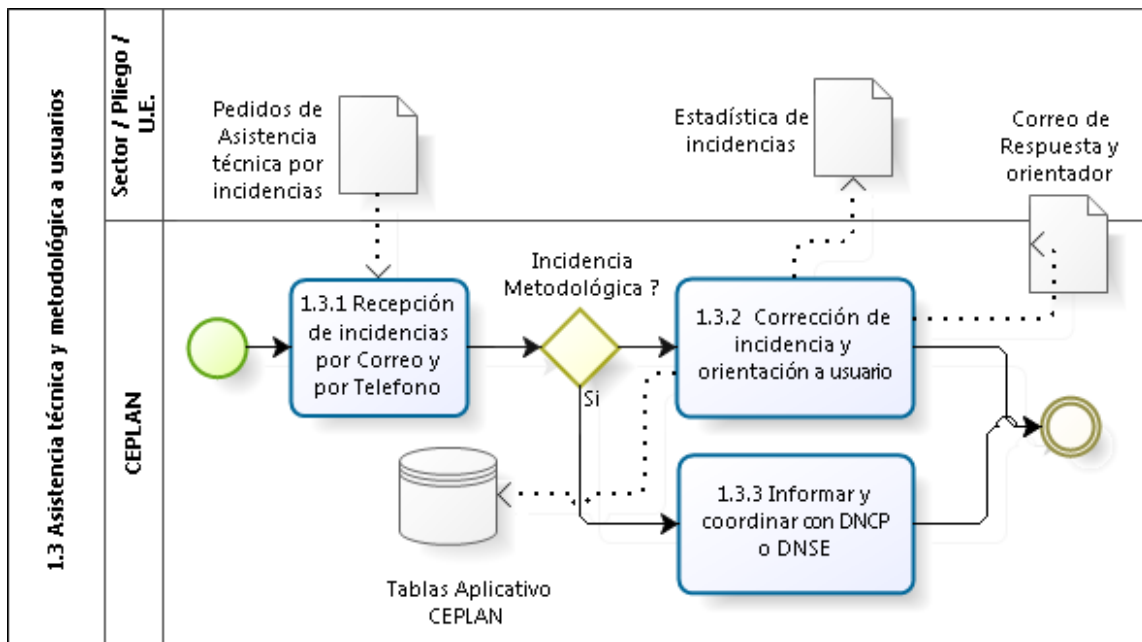 1.3 Asistencia técnica y metodológica a usuarios
Sector / Pliego /
U.E.
Pedidos de
Asistencia
técnica por
incidencias
Estadística de
incidencias
Correo de
Respuesta y
orientador
CEPLAN
1.3.1 Recepción
de incidencias
por Correo y
por Telefono
Incidencia
Metodológica ?
Si
1.3.2 Corrección de
incidencia y
orientación a usuario
1.3.3 Informar y
coordinar con DNCP
o DNSE
Tablas Aplicativo
CEPLAN